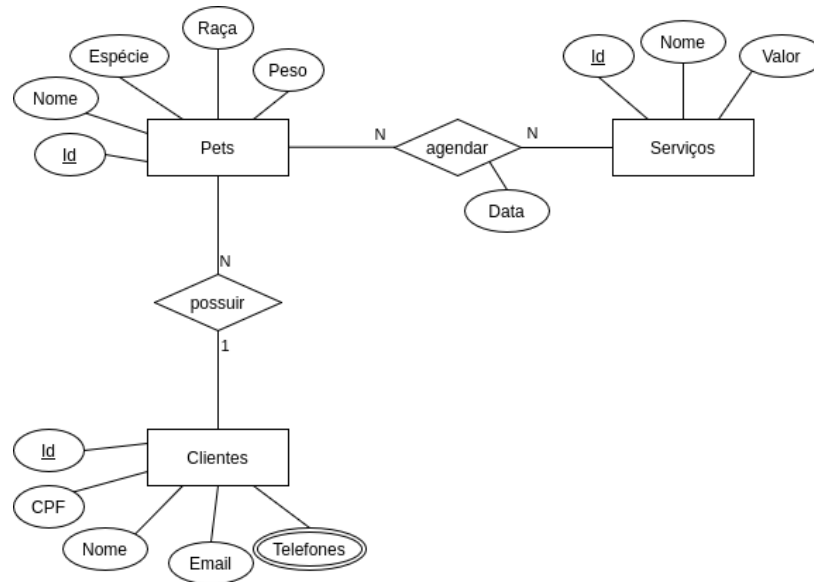 Raça
Espécie
Peso
Nome
Id
Pets
N
agendar
N
Data
Id
Nome
Valor
Serviços
N
possuir
1
Clientes
Id
CPF
Nome
Email
Telefones